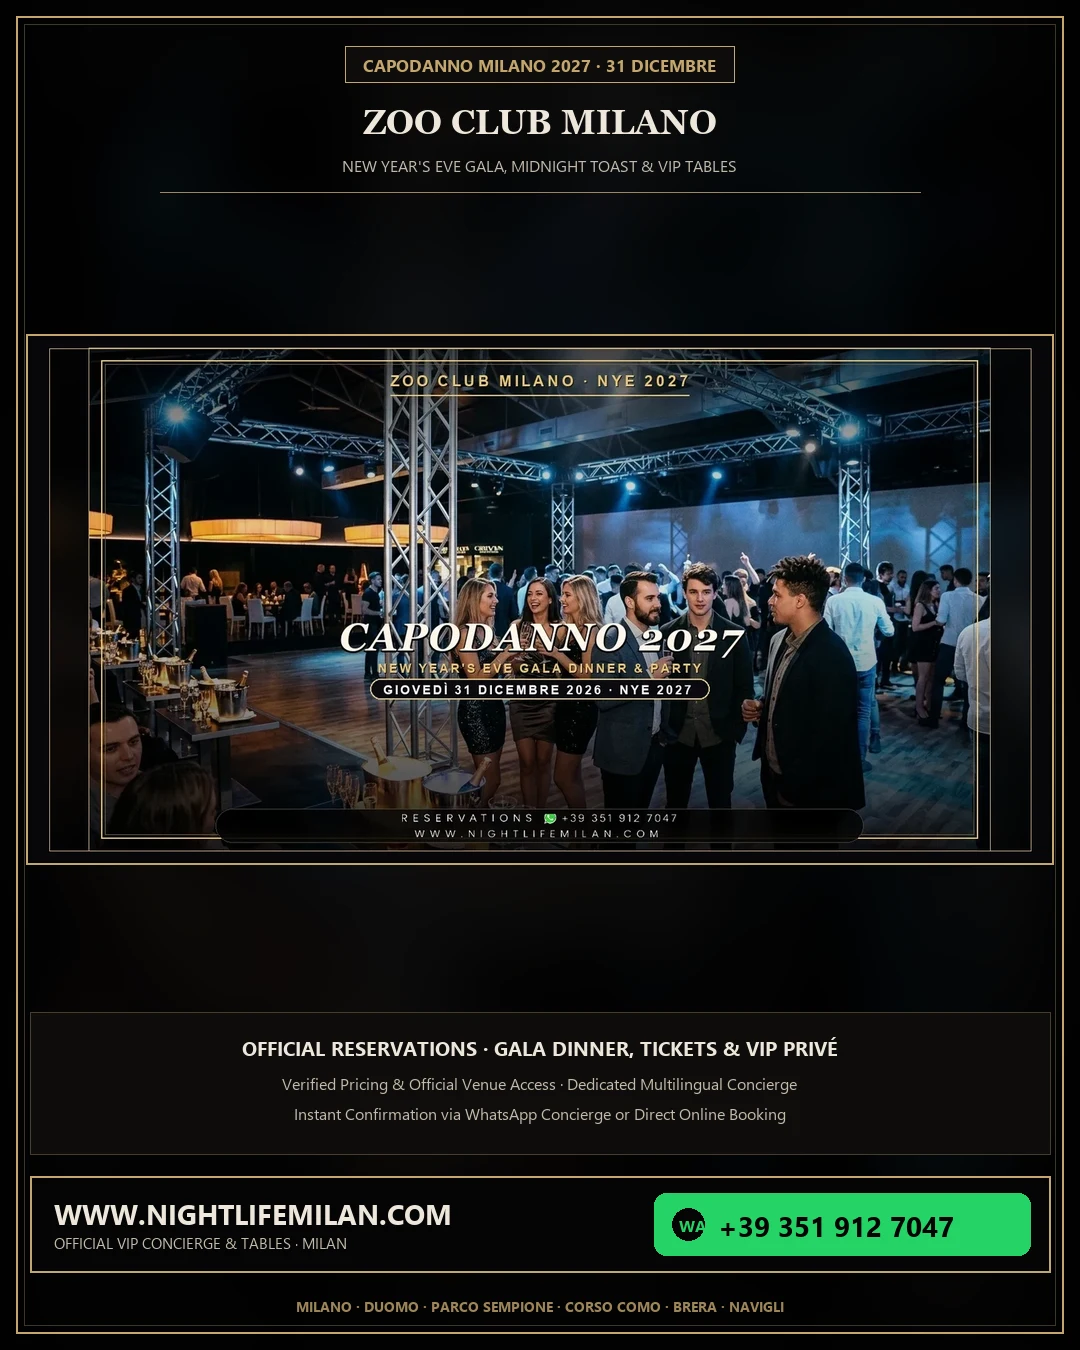 CAPODANNO MILANO 2027 · 31 DICEMBRE
ZOO CLUB MILANO
NEW YEAR'S EVE GALA, MIDNIGHT TOAST & VIP TABLES
ZOO CLUB MILANO · NYE 2027
CAPODANNO 2027
NEW YEAR'S EVE GALA DINNER & PARTY
GIOVEDÌ 31 DICEMBRE 2026 · NYE 2027
RESERVATIONS +39 351 912 7047
WWW.NIGHTLIFEMILAN.COM
OFFICIAL RESERVATIONS · GALA DINNER, TICKETS & VIP PRIVÉ
Verified Pricing & Official Venue Access · Dedicated Multilingual Concierge
Instant Confirmation via WhatsApp Concierge or Direct Online Booking
WWW.NIGHTLIFEMILAN.COM
OFFICIAL VIP CONCIERGE & TABLES · MILAN
WA +39 351 912 7047
MILANO · DUOMO · PARCO SEMPIONE · CORSO COMO · BRERA · NAVIGLI